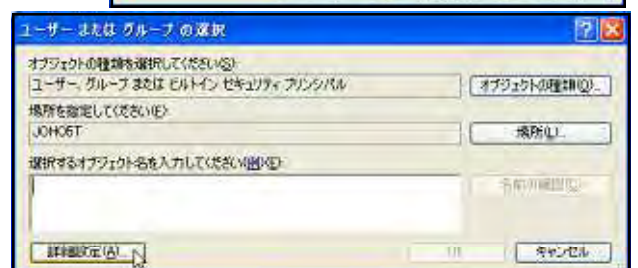 ユーザー または グループ の選択
オブジェクトの種類を選択してください(S):
ユーザー、グループ または ビルトイン セキュリティ プリンシパル
オブジェクトの種類(O)...
場所を指定してください(F):
JOHOST
場所(L)...
選択するオブジェクト名を入力してください(例)(E):
名前の確認(C)
詳細設定(A)...
OK
キャンセル